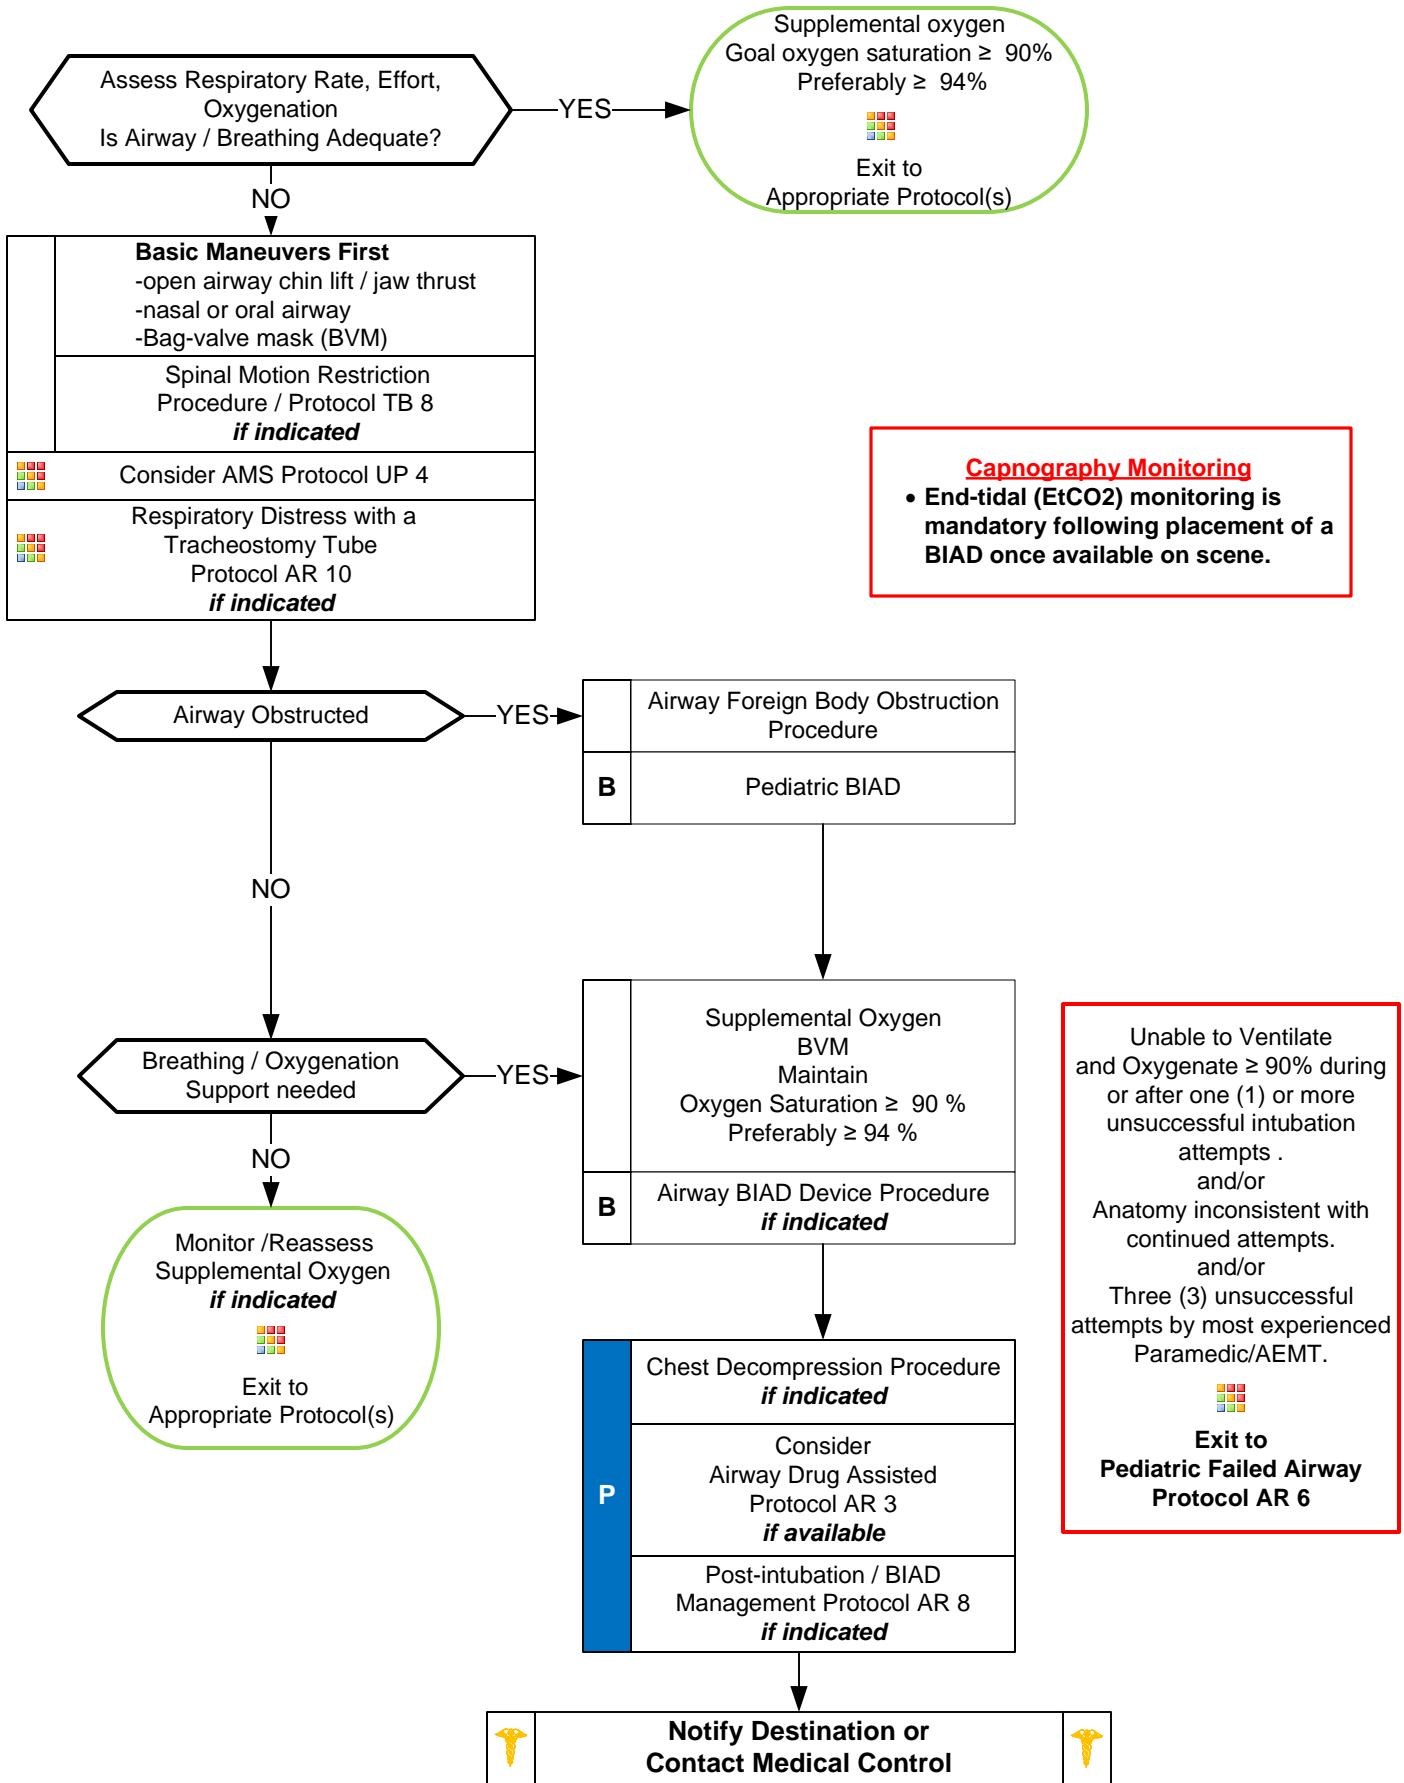 Assess Respiratory Rate, Effort,
Oxygenation
Is Airway / Breathing Adequate?
YES
Supplemental oxygen
Goal oxygen saturation ≥ 90%
Preferably ≥ 94%
Exit to
Appropriate Protocol(s)
NO
Basic Maneuvers First
-open airway chin lift / jaw thrust
-nasal or oral airway
-Bag-valve mask (BVM)
Spinal Motion Restriction
Procedure / Protocol TB 8
if indicated
Consider AMS Protocol UP 4
Respiratory Distress with a
Tracheostomy Tube
Protocol AR 10
if indicated
Capnography Monitoring
• End-tidal (EtCO2) monitoring is
mandatory following placement of a
BIAD once available on scene.
Airway Obstructed
YES
Airway Foreign Body Obstruction
Procedure
B
Pediatric BIAD
NO
Breathing / Oxygenation
Support needed
YES
Supplemental Oxygen
BVM
Maintain
Oxygen Saturation ≥ 90 %
Preferably ≥ 94 %
B
Airway BIAD Device Procedure
if indicated
NO
Monitor /Reassess
Supplemental Oxygen
if indicated
Exit to
Appropriate Protocol(s)
Unable to Ventilate
and Oxygenate ≥ 90% during
or after one (1) or more
unsuccessful intubation
attempts .
and/or
Anatomy inconsistent with
continued attempts.
and/or
Three (3) unsuccessful
attempts by most experienced
Paramedic/AEMT.
Exit to
Pediatric Failed Airway
Protocol AR 6
P
Chest Decompression Procedure
if indicated
Consider
Airway Drug Assisted
Protocol AR 3
if available
Post-intubation / BIAD
Management Protocol AR 8
if indicated
Notify Destination or
Contact Medical Control